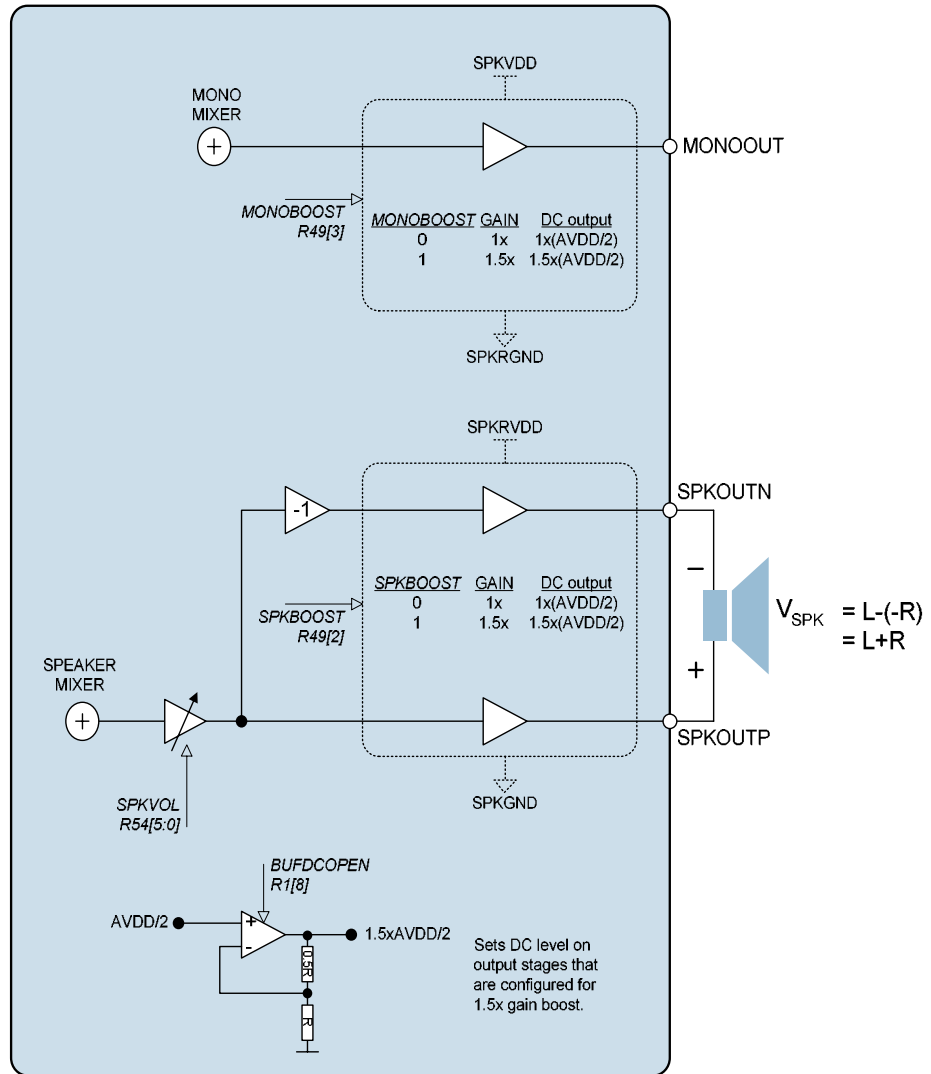 SPKVDD
MONO
MIXER
+
MONOOUT
MONOBOOST
R49[3]
MONOBOOST GAIN DC output
0 1x 1x(AVDD/2)
1 1.5x 1.5x(AVDD/2)
SPKRGND
SPKRVDD
SPKOUTN
-1
SPKBOOST
R49[2]
SPKBOOST GAIN DC output
0 1x 1x(AVDD/2)
1 1.5x 1.5x(AVDD/2)
−
+
VSPK = L-(-R)
= L+R
SPEAKER
MIXER
+
SPKOUTP
SPKGND
SPKVOL
R54[5:0]
BUFDCOPEN
R1[8]
AVDD/2
+
-
1.5xAVDD/2
0.5R
R
Sets DC level on
output stages that
are configured for
1.5x gain boost.